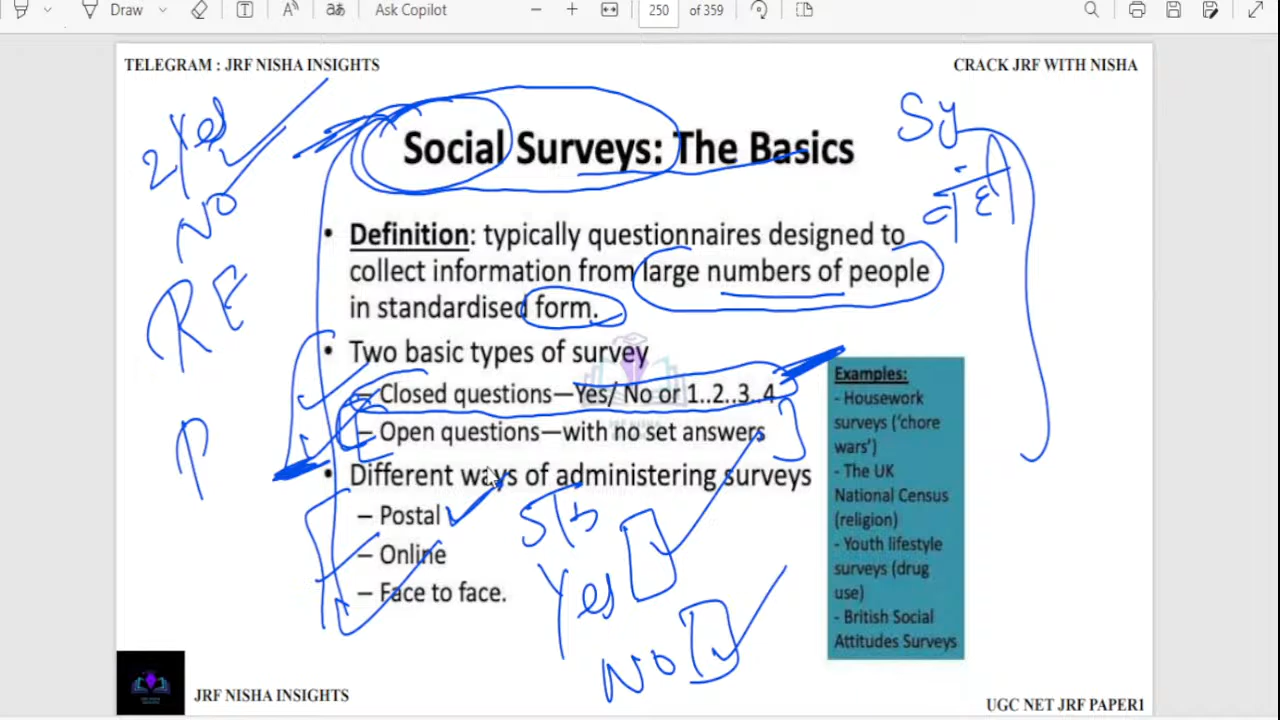 Draw
Ask Copilot
250 of 359
TELEGRAM : JRF NISHA INSIGHTS
CRACK JRF WITH NISHA
Sy
2 Yes
NO
RE
P
Social Surveys: The Basics
• Definition: typically questionnaires designed to
collect information from large numbers of people
in standardised form.
• Two basic types of survey
– Closed questions—Yes/ No or 1..2..3..4
– Open questions—with no set answers
• Different ways of administering surveys
– Postal
– Online
– Face to face.
Yes
NO
Examples:
- Housework
surveys (‘chore
wars’)
- The UK
National Census
(religion)
- Youth lifestyle
surveys (drug
use)
- British Social
Attitudes Surveys
JRF NISHA INSIGHTS
UGC NET JRF PAPER1